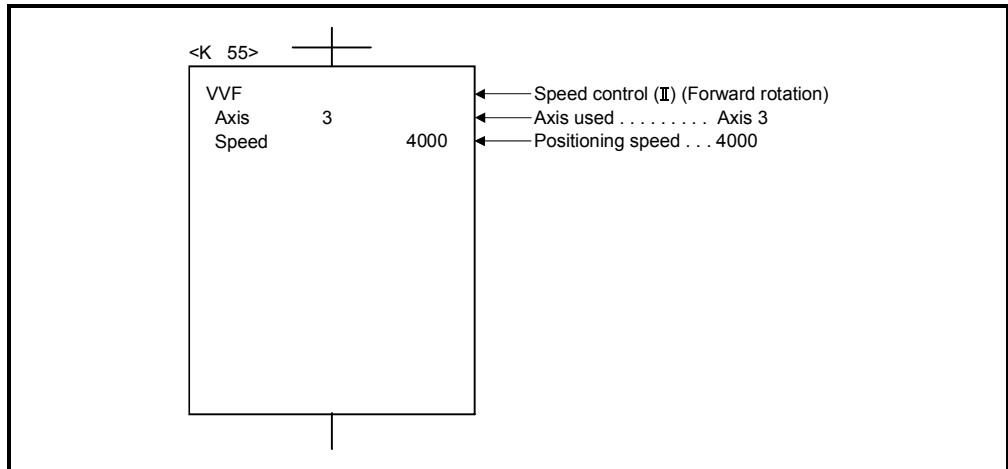 <K 55>
VVF Speed control (Ⅱ) (Forward rotation)
Axis 3 Axis used . . . . . . . . . Axis 3
Speed 4000 Positioning speed . . . 4000